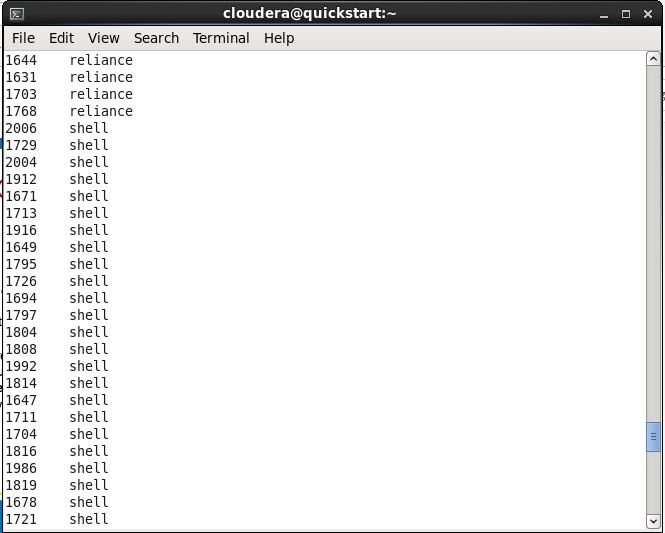 cloudera@quickstart:~
File Edit View Search Terminal Help
1644 reliance
1631 reliance
1703 reliance
1768 reliance
2006 shell
1729 shell
2004 shell
1912 shell
1671 shell
1713 shell
1916 shell
1649 shell
1795 shell
1726 shell
1694 shell
1797 shell
1804 shell
1808 shell
1992 shell
1814 shell
1647 shell
1711 shell
1704 shell
1816 shell
1986 shell
1819 shell
1678 shell
1721 shell